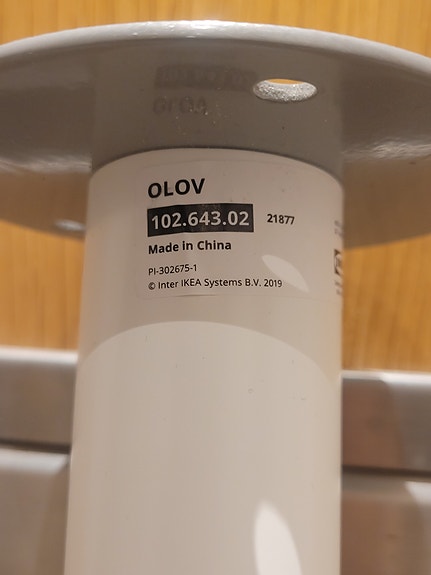 OLOV
102.643.02 21877
Made in China
PI-302675-1
© Inter IKEA Systems B.V. 2019